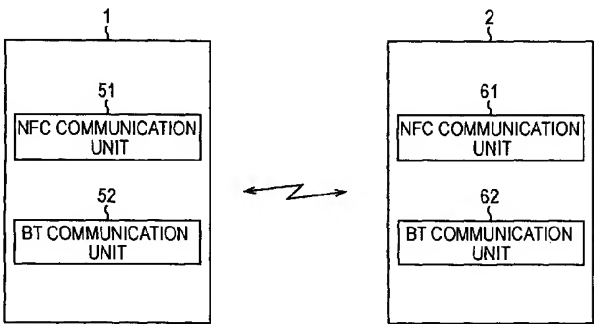 1
2
51
NFC COMMUNICATION
UNIT
61
NFC COMMUNICATION
UNIT
52
BT COMMUNICATION
UNIT
62
BT COMMUNICATION
UNIT